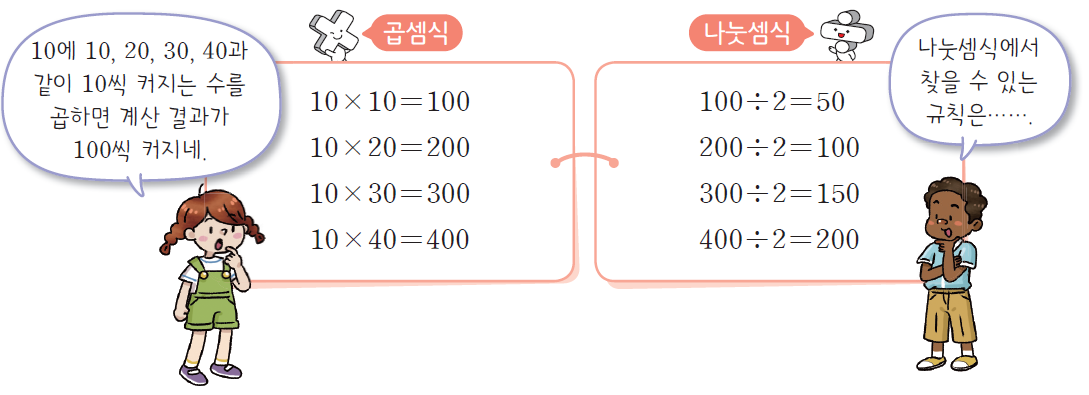 곱셈식
나눗셈식
10에 10, 20, 30, 40과
같이 10씩 커지는 수를
곱하면 계산 결과가
100씩 커지네.
10×10=100
10×20=200
10×30=300
10×40=400
100÷2=50
200÷2=100
300÷2=150
400÷2=200
나눗셈식에서
찾을 수 있는
규칙은…….